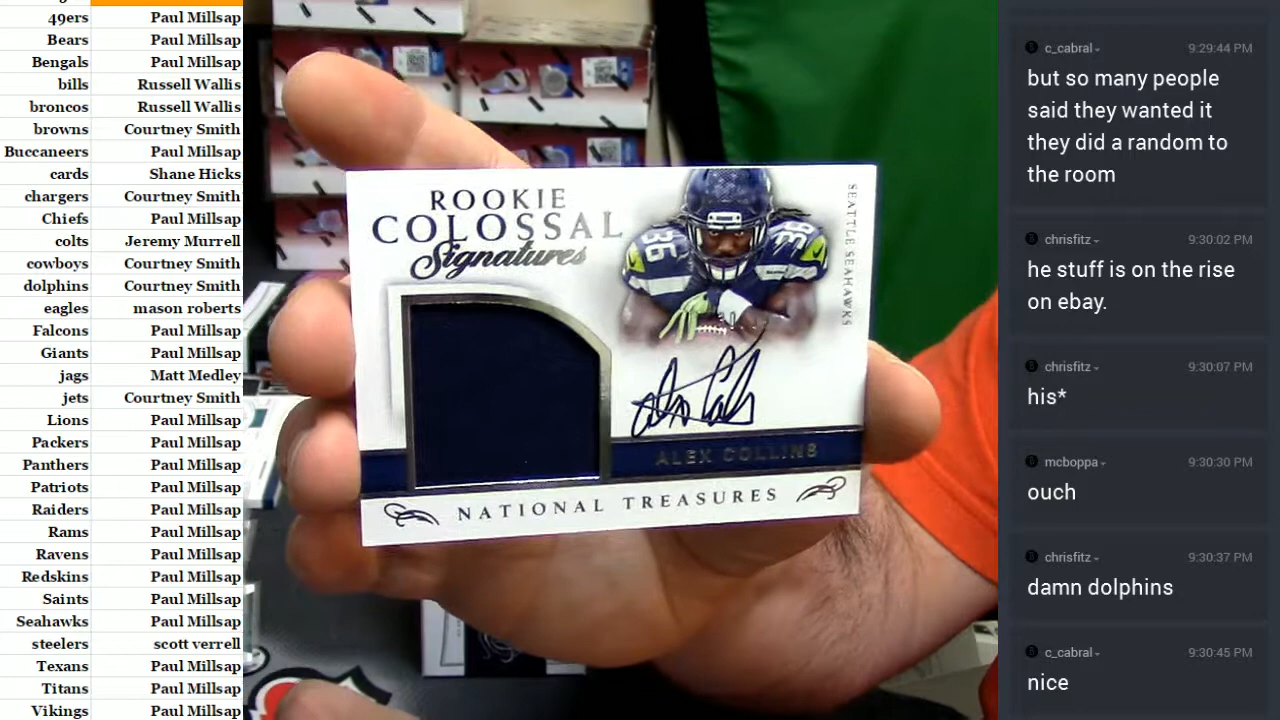 49ers Paul Millsap
Bears Paul Millsap
Bengals Paul Millsap
bills Russell Wallis
broncos Russell Wallis
browns Courtney Smith
Buccaneers Paul Millsap
cards Shane Hicks
chargers Courtney Smith
Chiefs Paul Millsap
colts Jeremy Murrell
cowboys Courtney Smith
dolphins Courtney Smith
eagles mason roberts
Falcons Paul Millsap
Giants Paul Millsap
jags Matt Medley
jets Courtney Smith
Lions Paul Millsap
Packers Paul Millsap
Panthers Paul Millsap
Patriots Paul Millsap
Raiders Paul Millsap
Rams Paul Millsap
Ravens Paul Millsap
Redskins Paul Millsap
Saints Paul Millsap
Seahawks Paul Millsap
steelers scott verrell
Texans Paul Millsap
Titans Paul Millsap
Vikings Paul Millsap
ROOKIE
COLOSSAL
Signatures
SEATTLE SEAHAWKS
36
36
ALEX COLLINS
NATIONAL TREASURES
c_cabral 9:29:44 PM
but so many people
said they wanted it
they did a random to
the room
chrisfitz 9:30:02 PM
he stuff is on the rise
on ebay.
chrisfitz 9:30:07 PM
his*
mcboppa 9:30:30 PM
ouch
chrisfitz 9:30:37 PM
damn dolphins
c_cabral 9:30:45 PM
nice